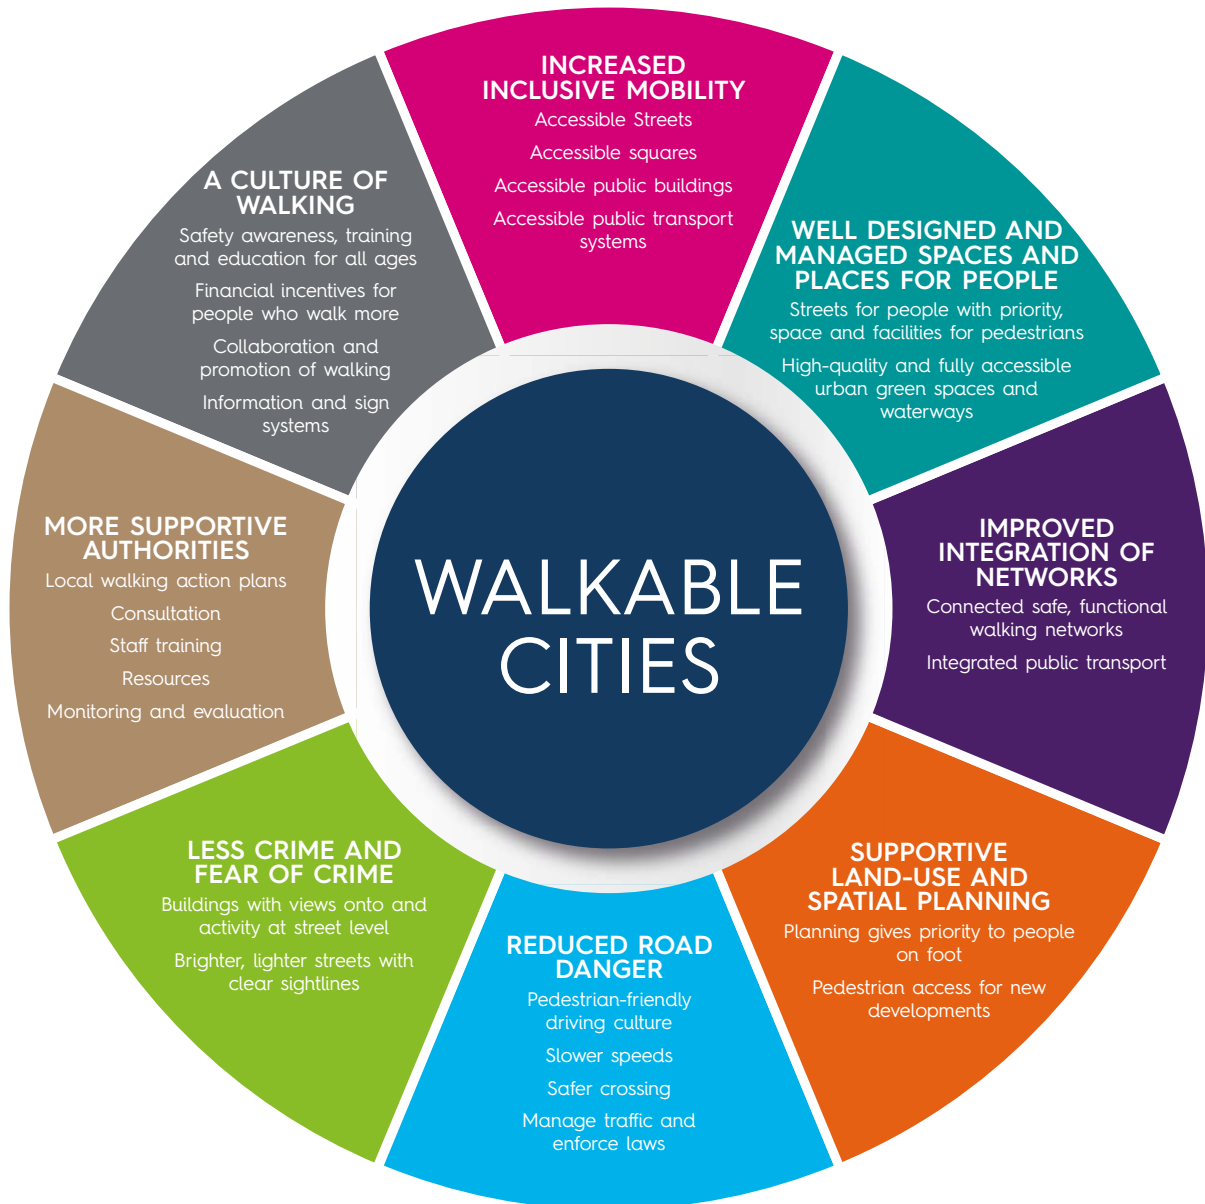 INCREASED
INCLUSIVE MOBILITY
Accessible Streets
Accessible squares
Accessible public buildings
Accessible public transport
systems
WELL DESIGNED AND
MANAGED SPACES AND
PLACES FOR PEOPLE
Streets for people with priority,
space and facilities for pedestrians
High-quality and fully accessible
urban green spaces and
waterways
IMPROVED
INTEGRATION OF
NETWORKS
Connected safe, functional
walking networks
Integrated public transport
SUPPORTIVE
LAND-USE AND
SPATIAL PLANNING
Planning gives priority to people
on foot
Pedestrian access for new
developments
REDUCED ROAD
DANGER
Pedestrian-friendly
driving culture
Slower speeds
Safer crossing
Manage traffic and
enforce laws
LESS CRIME AND
FEAR OF CRIME
Buildings with views onto and
activity at street level
Brighter, lighter streets with
clear sightlines
MORE SUPPORTIVE
AUTHORITIES
Local walking action plans
Consultation
Staff training
Resources
Monitoring and evaluation
A CULTURE OF
WALKING
Safety awareness, training
and education for all ages
Financial incentives for
people who walk more
Collaboration and
promotion of walking
Information and sign
systems
WALKABLE
CITIES